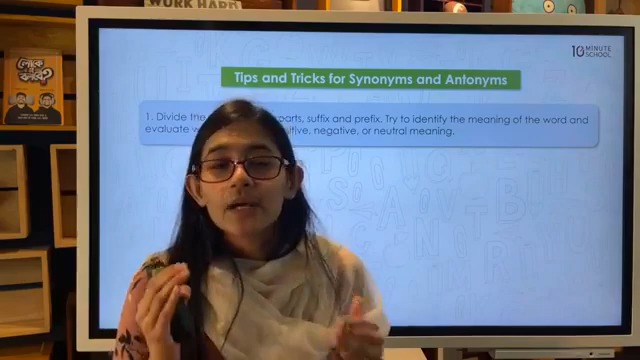 WORK HARD
10 MINUTE
SCHOOL
Tips and Tricks for Synonyms and Antonyms
1. Divide the parts, suffix and prefix. Try to identify the meaning of the word and
evaluate negative, or neutral meaning.
লোকে
কী
বলবে?